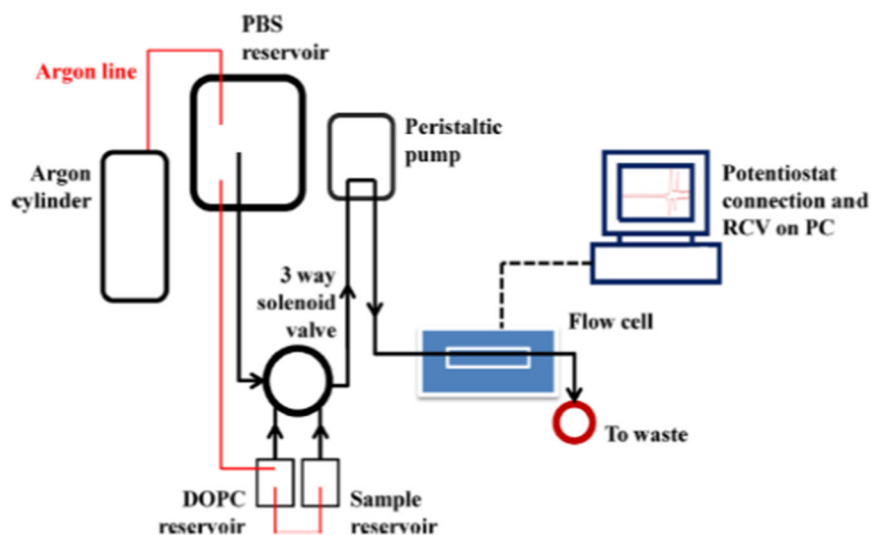 PBS
reservoir
Argon line
Argon
cylinder
Peristaltic
pump
Potentiostat
connection and
RCV on PC
3 way
solenoid
valve
Flow cell
To waste
DOPC
reservoir
Sample
reservoir